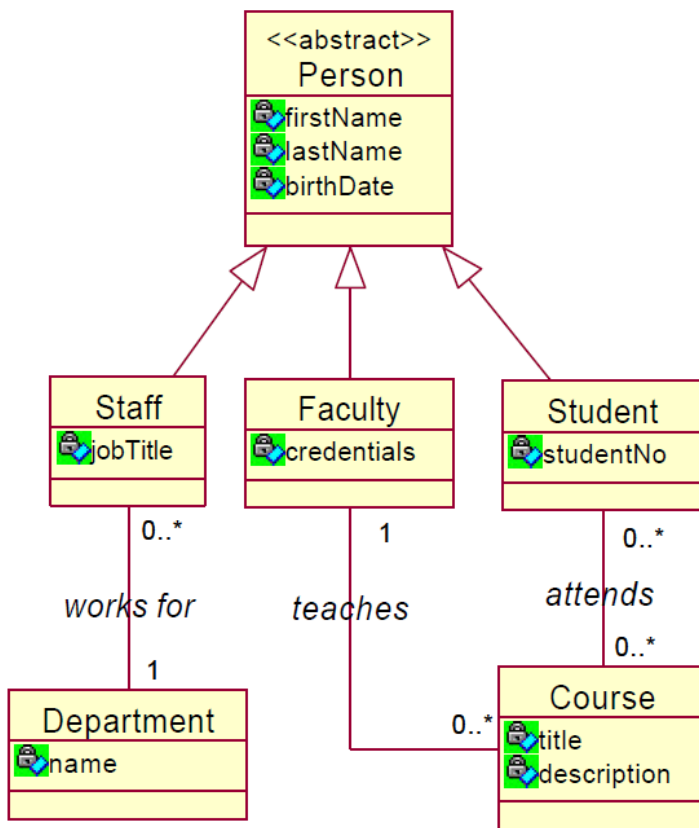 <<abstract>>
Person
firstName
lastName
birthDate
Staff
jobTitle
Faculty
credentials
Student
studentNo
0..*
1
0..*
works for
teaches
attends
1
0..*
0..*
Department
name
Course
title
description